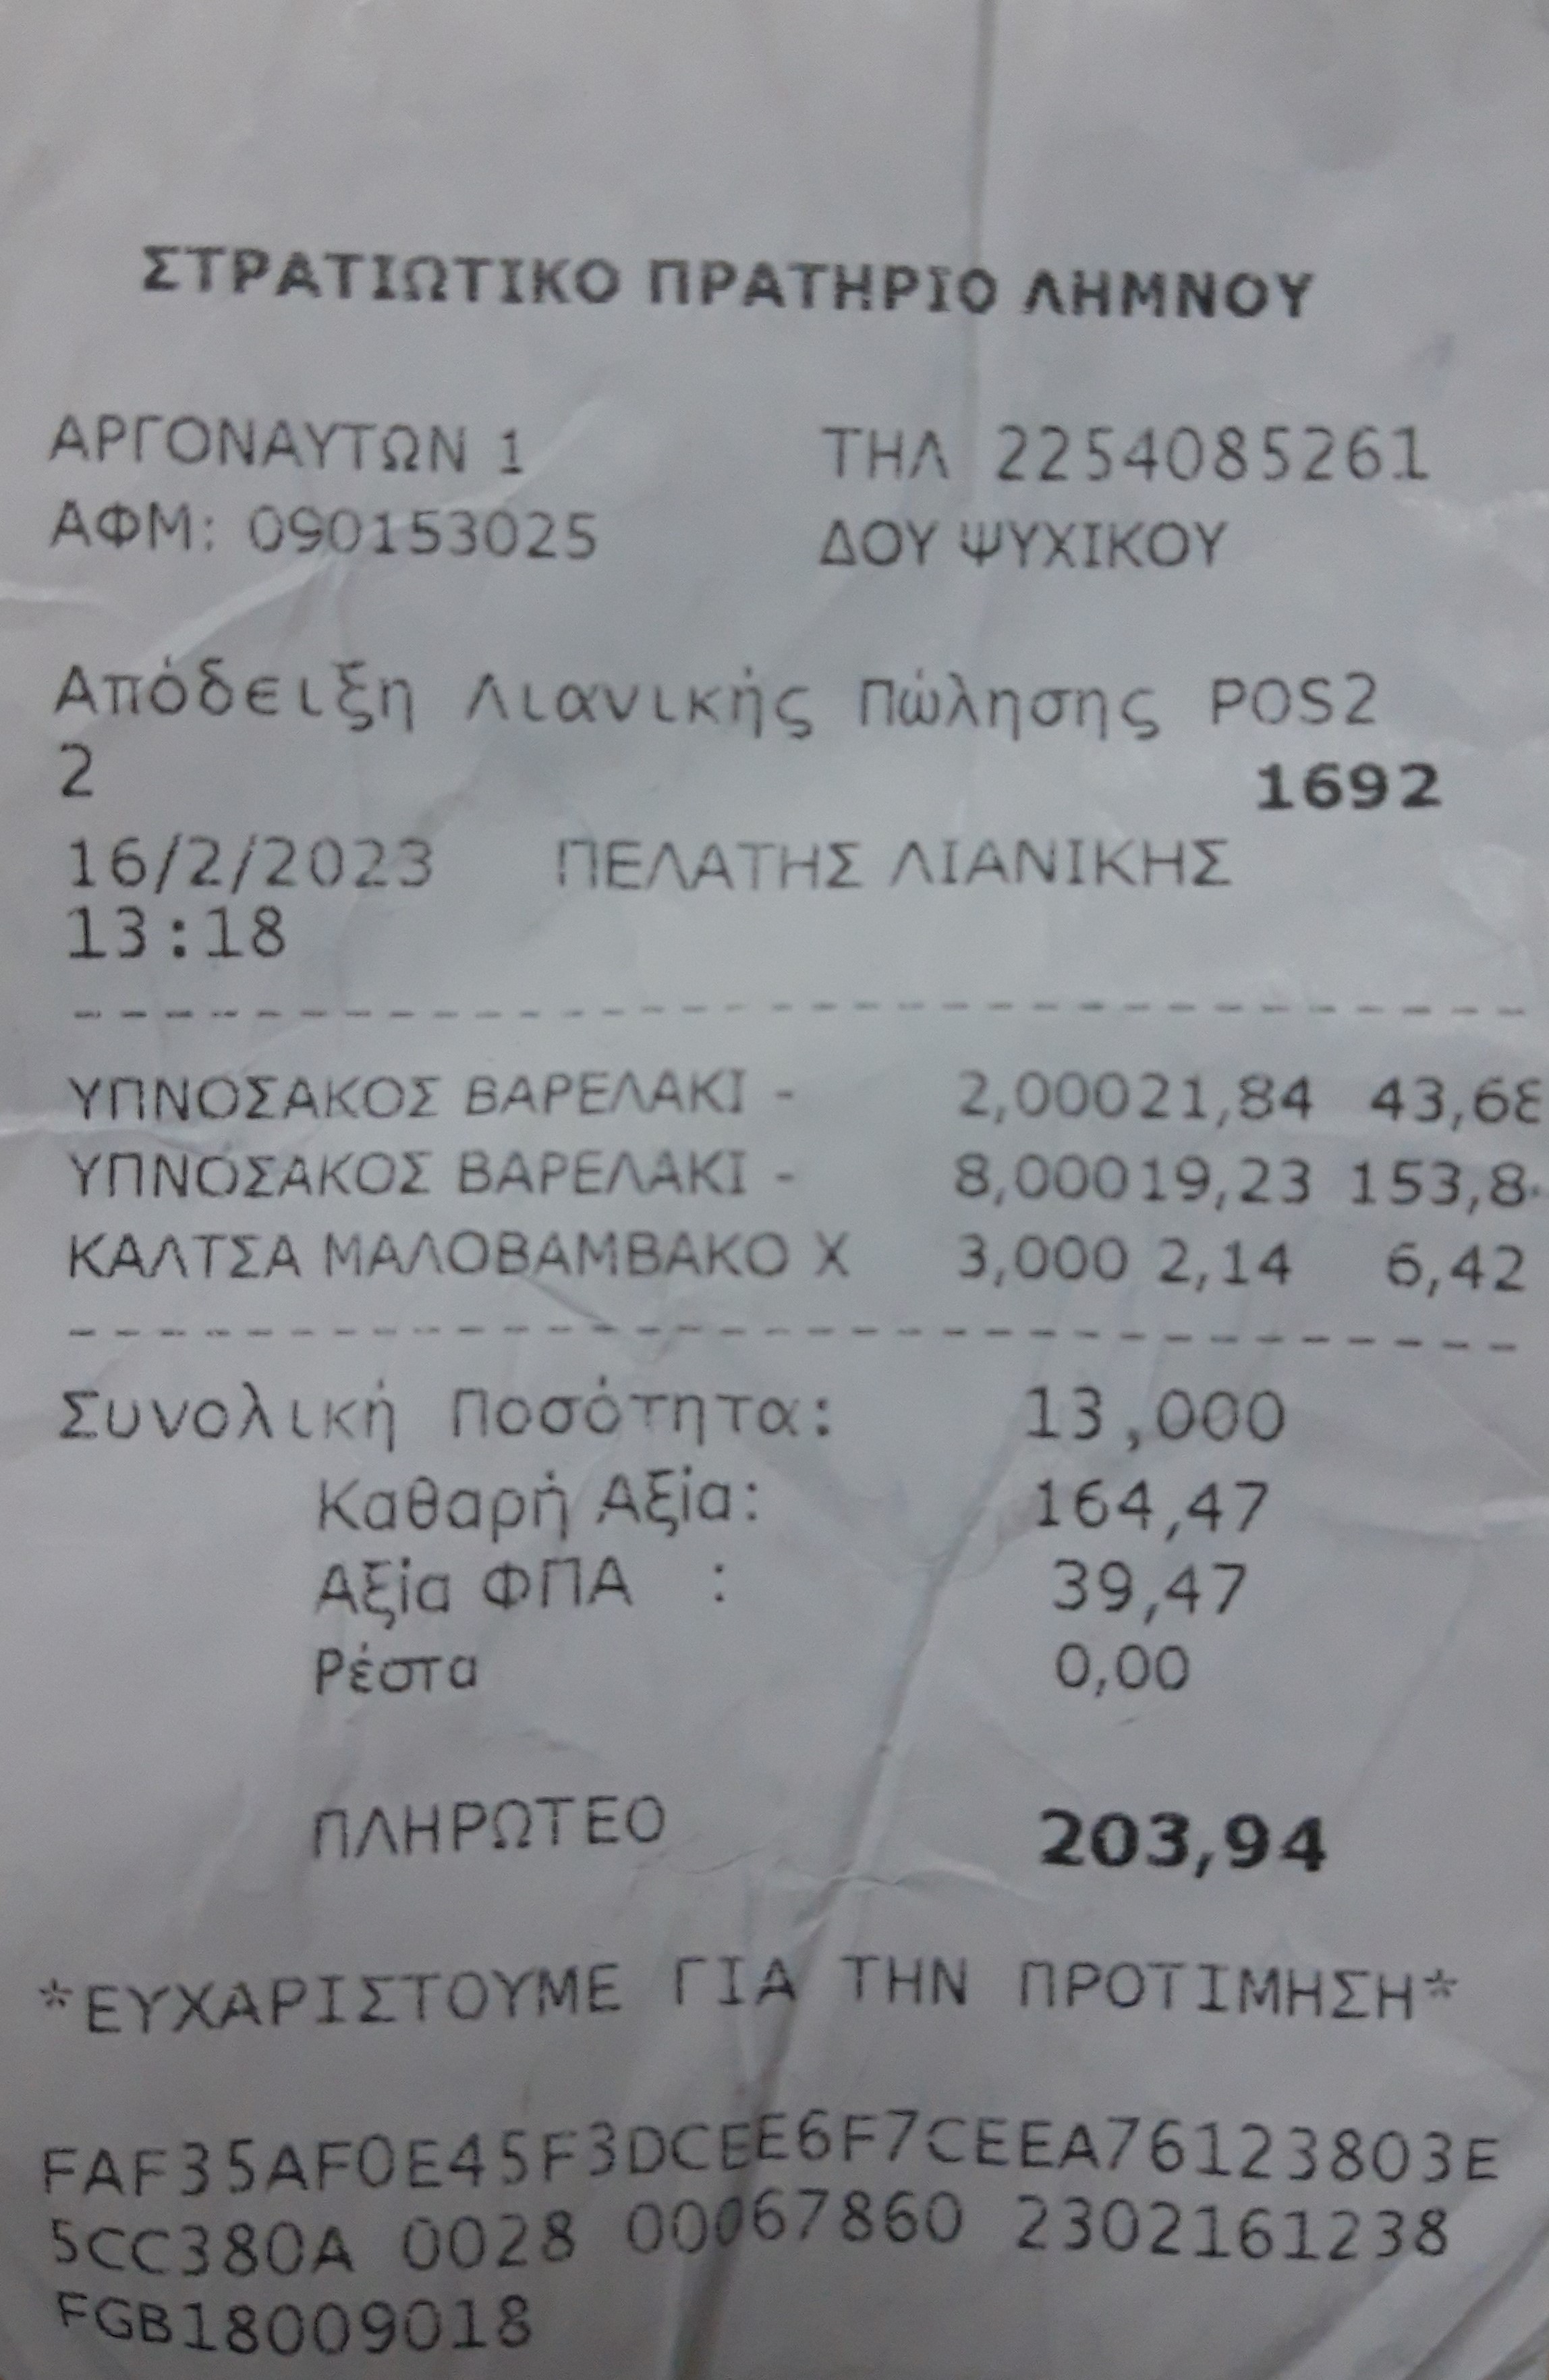 ΣΤΡΑΤΙΩΤΙΚΟ ΠΡΑΤΗΡΙΟ ΛΗΜΝΟΥ
ΑΡΓΟΝΑΥΤΩΝ 1 ΤΗΛ 2254085261
ΑΦΜ: 090153025 ΔΟΥ ΨΥΧΙΚΟΥ
Απόδειξη Λιανικής Πώλησης POS2
2 1692
16/2/2023 ΠΕΛΑΤΗΣ ΛΙΑΝΙΚΗΣ
13:18
ΥΠΝΟΣΑΚΟΣ ΒΑΡΕΛΑΚΙ - 2,00021,84 43,68
ΥΠΝΟΣΑΚΟΣ ΒΑΡΕΛΑΚΙ - 8,00019,23 153,8
ΚΑΛΤΣΑ ΜΑΛΟΒΑΜΒΑΚΟ Χ 3,000 2,14 6,42
Συνολική Ποσότητα: 13,000
Καθαρή Αξία: 164,47
Αξία ΦΠΑ : 39,47
Ρέστα 0,00
ΠΛΗΡΩΤΕΟ 203,94
*ΕΥΧΑΡΙΣΤΟΥΜΕ ΓΙΑ ΤΗΝ ΠΡΟΤΙΜΗΣΗ*
FAF35AF0E45F3DCEE6F7CEEA76123803E
5CC380A 0028 00067860 2302161238
FGB18009018